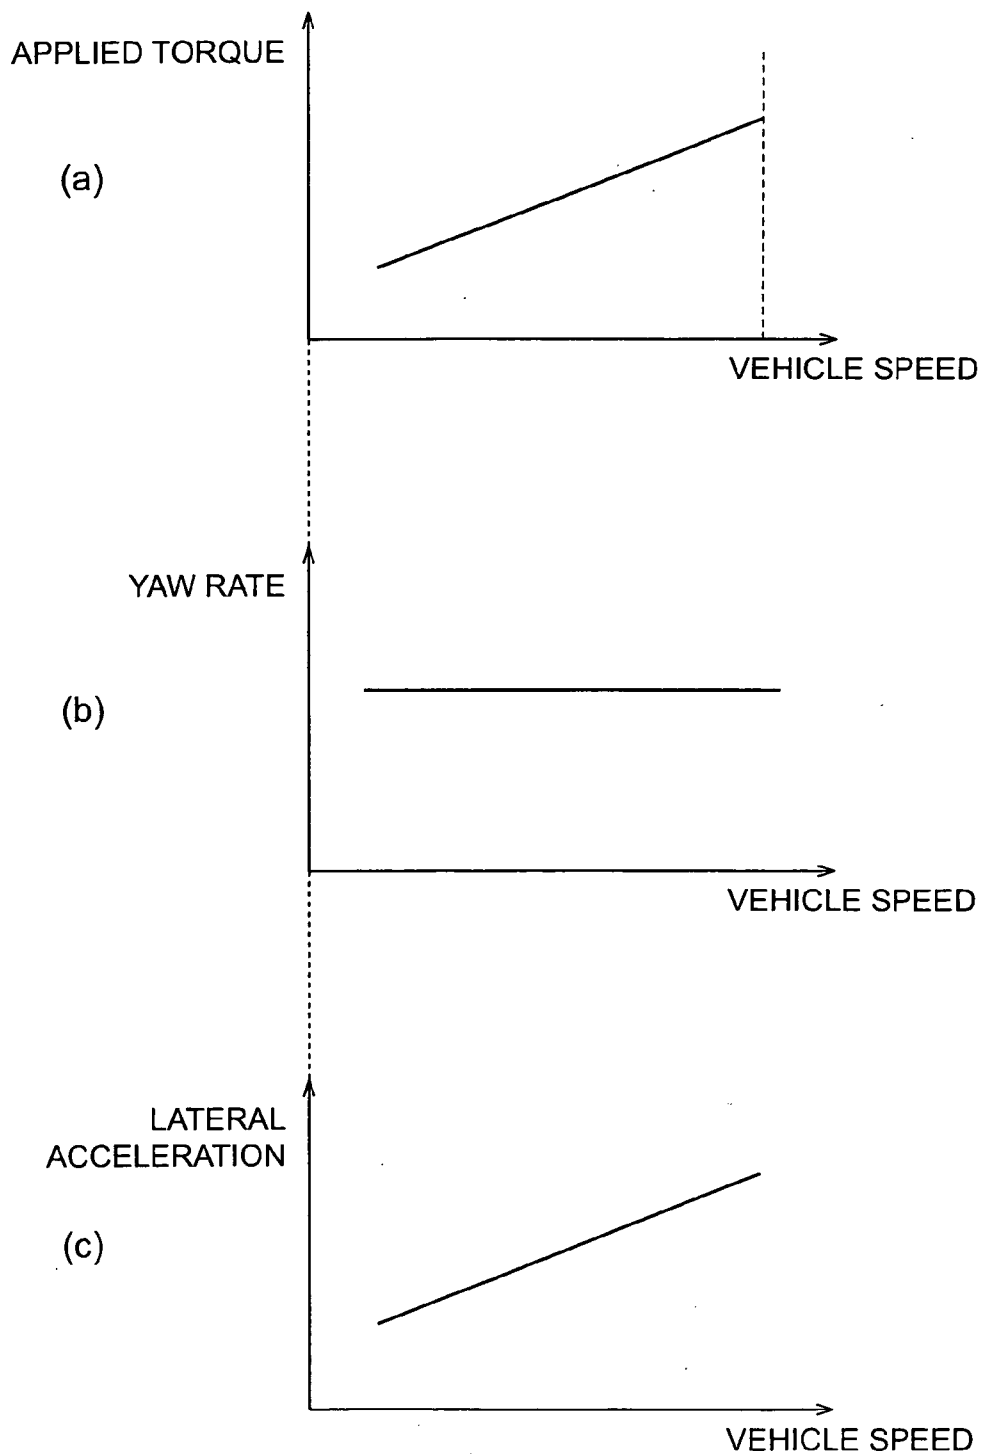 APPLIED TORQUE
(a)
VEHICLE SPEED
YAW RATE
(b)
VEHICLE SPEED
LATERAL
ACCELERATION
(c)
VEHICLE SPEED